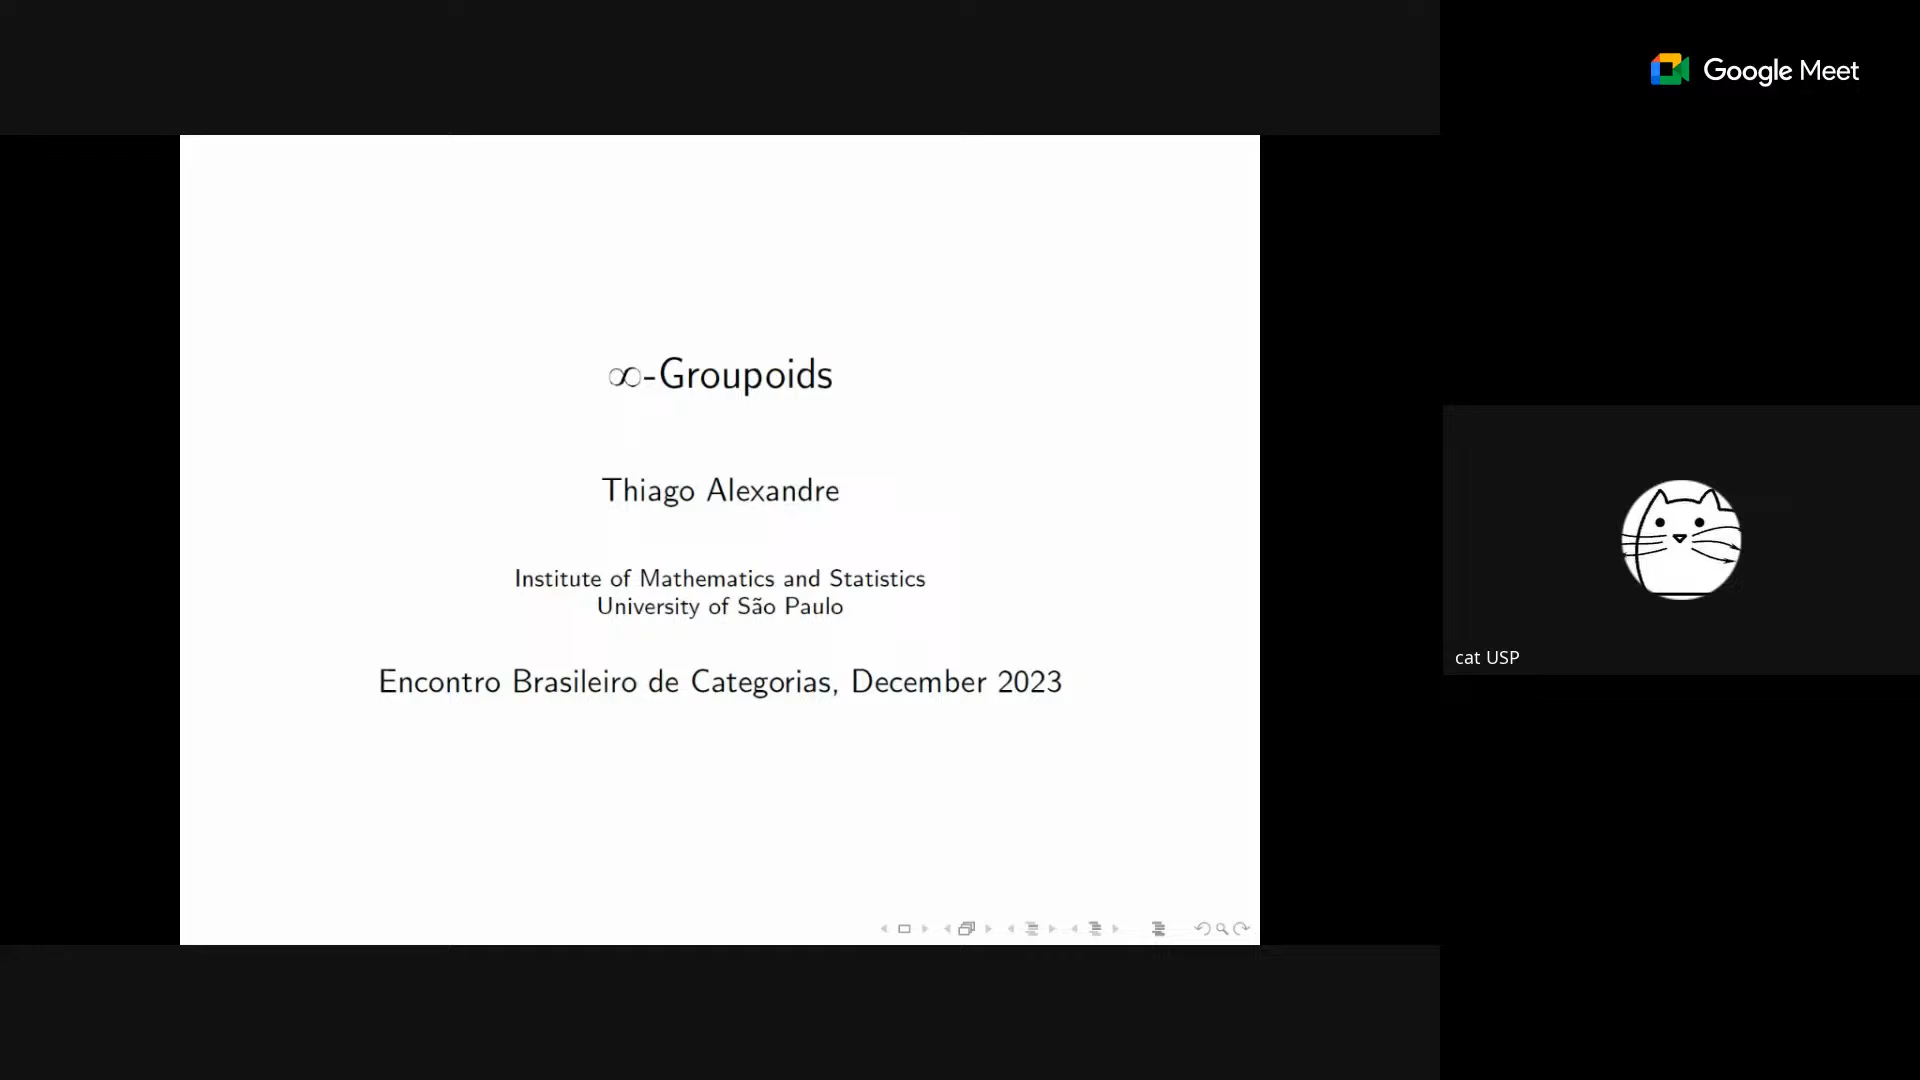 Google Meet
∞-Groupoids
Thiago Alexandre
Institute of Mathematics and Statistics
University of São Paulo
Encontro Brasileiro de Categorias, December 2023
cat USP